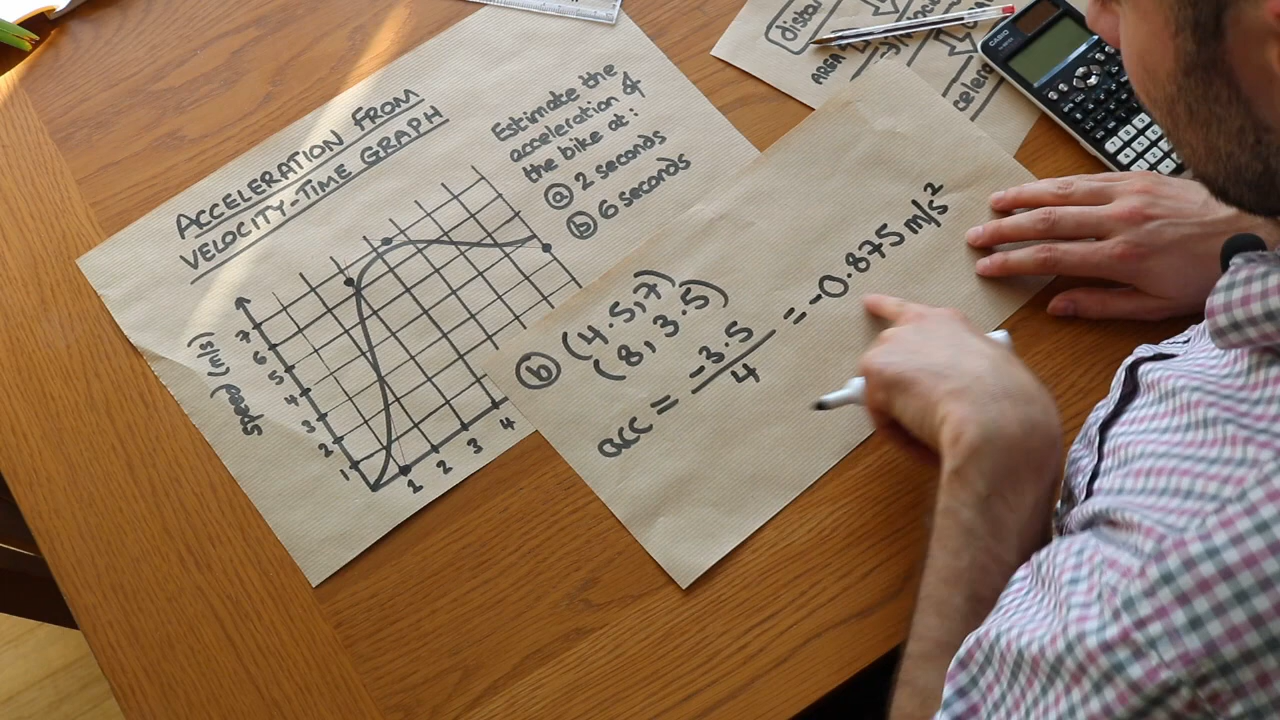 ACCELERATION FROM
VELOCITY-TIME GRAPH
Estimate the
acceleration of
the bike at:
ⓐ 2 seconds
ⓑ 6 seconds
Speed (m/s)
7
6
5
4
3
2
1
1 2 3 4
ⓑ (4.5, 7)
(8, 3.5)
acc = -3.5/4 = -0.875 m/s²
AREA
CASIO